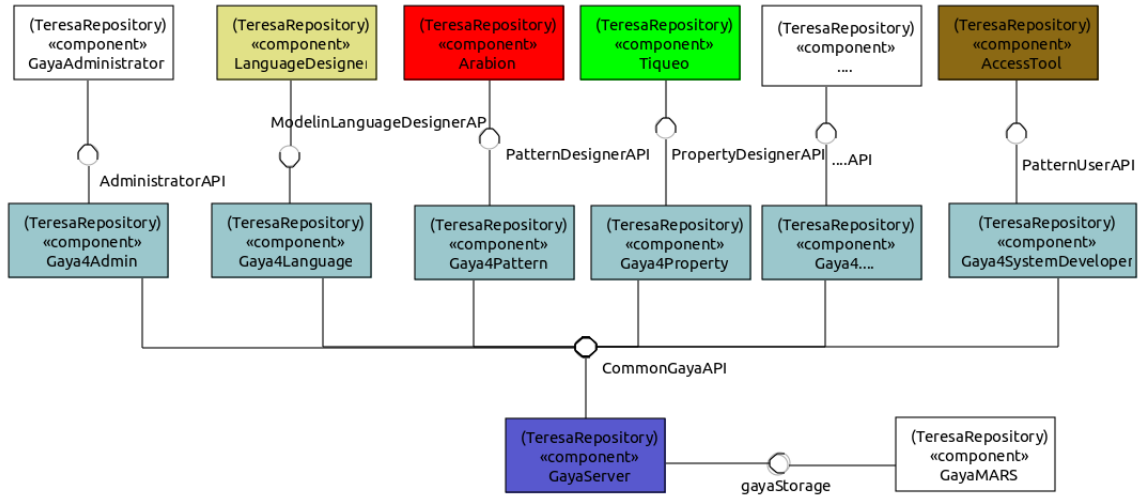 (TeresaRepository)
«component»
GayaAdministrator
(TeresaRepository)
«component»
LanguageDesigner
(TeresaRepository)
«component»
Arabion
(TeresaRepository)
«component»
Tiqueo
(TeresaRepository)
«component»
....
(TeresaRepository)
«component»
AccessTool
ModelinLanguageDesignerAP
AdministratorAPI
PatternDesignerAPI
PropertyDesignerAPI
....API
PatternUserAPI
(TeresaRepository)
«component»
Gaya4Admin
(TeresaRepository)
«component»
Gaya4Language
(TeresaRepository)
«component»
Gaya4Pattern
(TeresaRepository)
«component»
Gaya4Property
(TeresaRepository)
«component»
Gaya4....
(TeresaRepository)
«component»
Gaya4SystemDeveloper
CommonGayaAPI
(TeresaRepository)
«component»
GayaServer
gayaStorage
(TeresaRepository)
«component»
GayaMARS